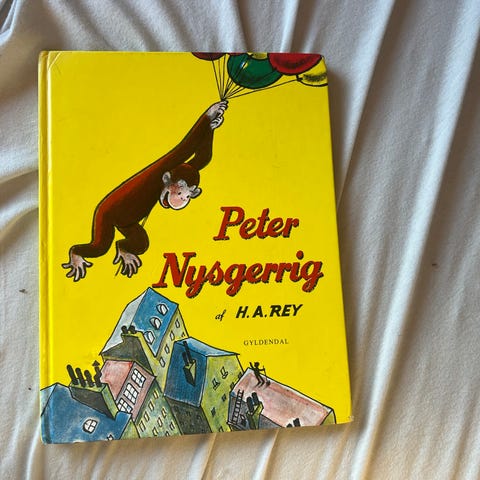 Peter
Nysgerrig
af H.A.REY
GYLDENDAL